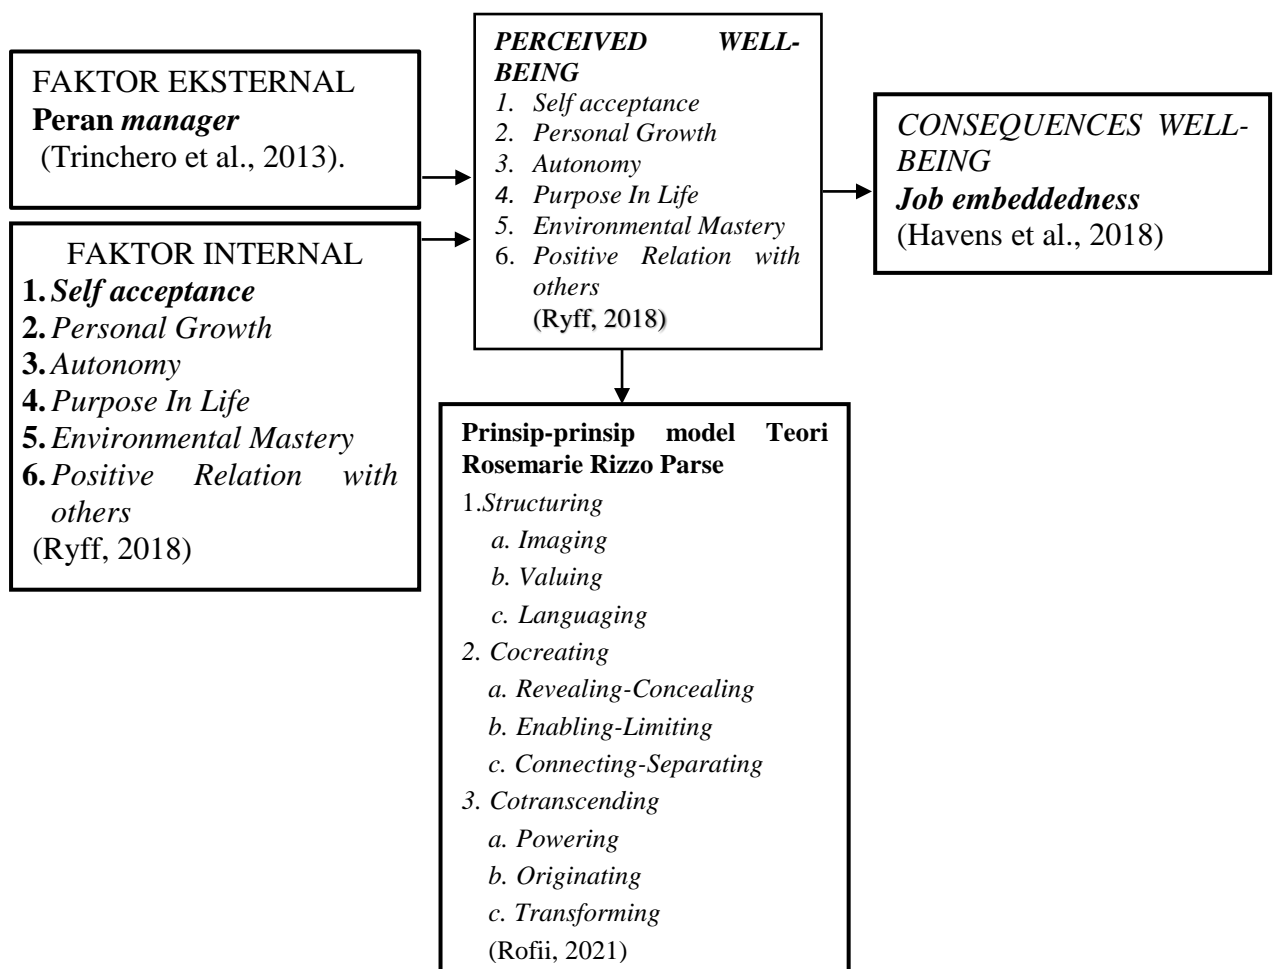 FAKTOR EKSTERNAL
Peran manager
(Trinchero et al., 2013).
FAKTOR INTERNAL
1. Self acceptance
2. Personal Growth
3. Autonomy
4. Purpose In Life
5. Environmental Mastery
6. Positive Relation with
others
(Ryff, 2018)
PERCEIVED WELL-
BEING
1. Self acceptance
2. Personal Growth
3. Autonomy
4. Purpose In Life
5. Environmental Mastery
6. Positive Relation with
others
(Ryff, 2018)
CONSEQUENCES WELL-
BEING
Job embeddedness
(Havens et al., 2018)
Prinsip-prinsip model Teori
Rosemarie Rizzo Parse
1.Structuring
a. Imaging
b. Valuing
c. Languaging
2. Cocreating
a. Revealing-Concealing
b. Enabling-Limiting
c. Connecting-Separating
3. Cotranscending
a. Powering
b. Originating
c. Transforming
(Rofii, 2021)